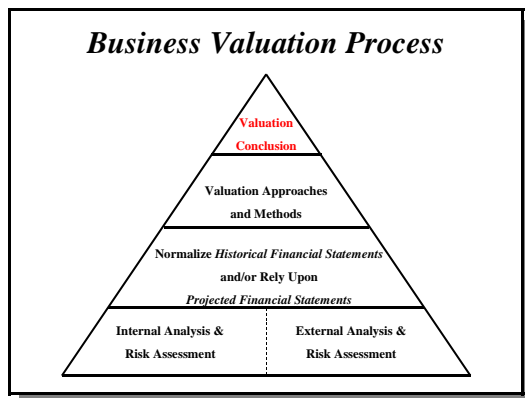 Business Valuation Process
Valuation
Conclusion
Valuation Approaches
and Methods
Normalize Historical Financial Statements
and/or Rely Upon
Projected Financial Statements
Internal Analysis &
Risk Assessment
External Analysis &
Risk Assessment